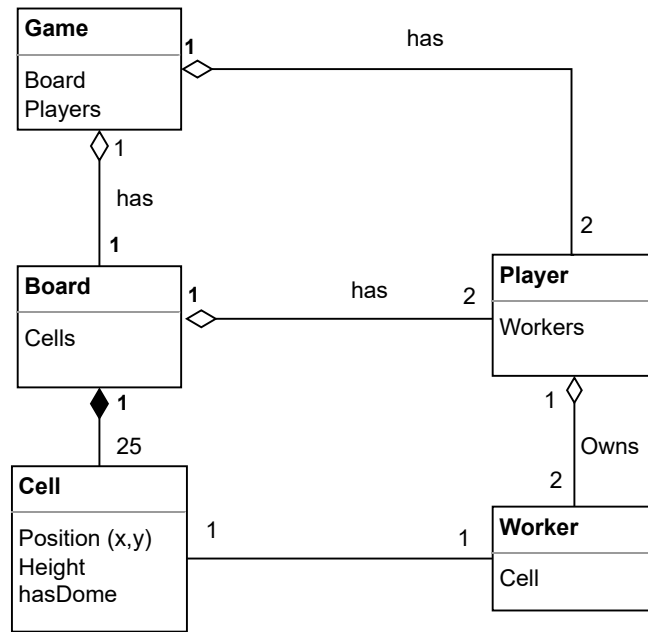 Game
Board
Players
1
has
2
1
has
1
Board
Cells
1
has
2
Player
Workers
1
25
1
Owns
2
Cell
Position (x,y)
Height
hasDome
1
1
Worker
Cell